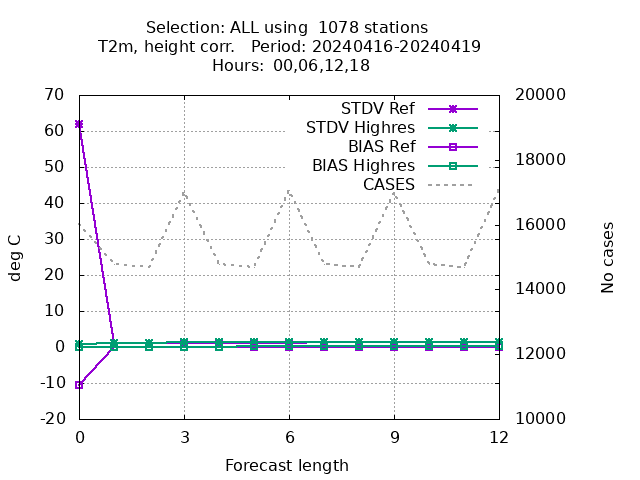 Selection: ALL using  1078 stations
T2m, height corr.   Period: 20240416-20240419
Hours:  00,06,12,18
70
60
50
40
30
20
10
0
-10
-20
20000
18000
16000
14000
12000
10000
STDV Ref
STDV Highres
BIAS Ref
BIAS Highres
CASES
deg C
No cases
0
3
6
9
12
Forecast length